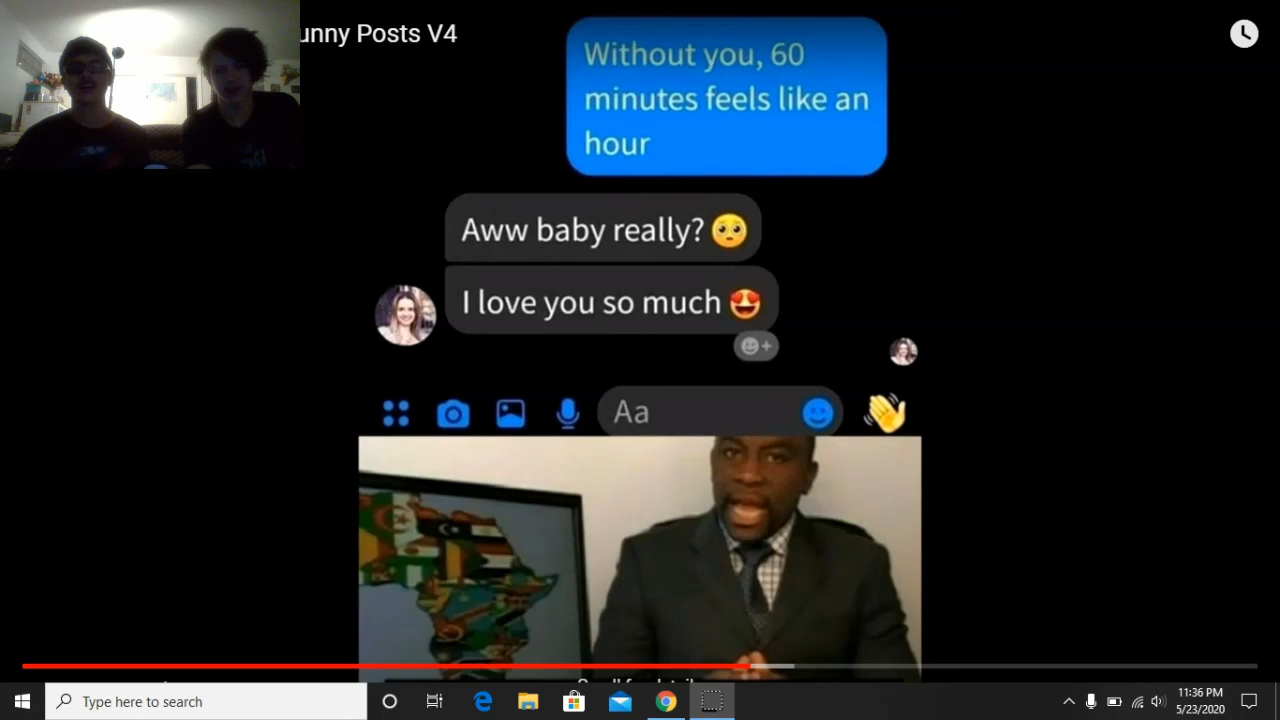 unny Posts V4
Without you, 60
minutes feels like an
hour
Aww baby really? 🥺
I love you so much 😍
Aa
Type here to search
11:36 PM
5/23/2020